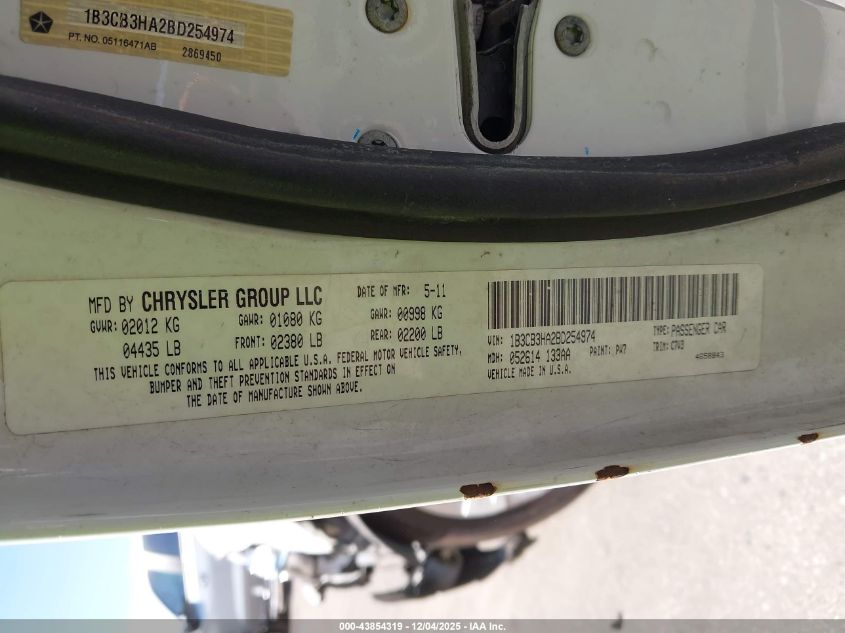 1B3CB3HA2BD254974
PT. NO. 05116471AB 2869450
MFD BY CHRYSLER GROUP LLC DATE OF MFR: 5-11
GVWR: 02012 KG GAWR: 01080 KG GAWR: 00998 KG
04435 LB FRONT: 02380 LB REAR: 02200 LB
THIS VEHICLE CONFORMS TO ALL APPLICABLE U.S.A. FEDERAL MOTOR VEHICLE SAFETY,
BUMPER AND THEFT PREVENTION STANDARDS IN EFFECT ON
THE DATE OF MANUFACTURE SHOWN ABOVE.
VIN: 1B3CB3HA2BD254974 TYPE: PASSENGER CAR
MDH: 052614 133AA PAINT: PW7 TRIM: C7V3
VEHICLE MADE IN U.S.A. 4658843
000-43854319 - 12/04/2025 - IAA Inc.